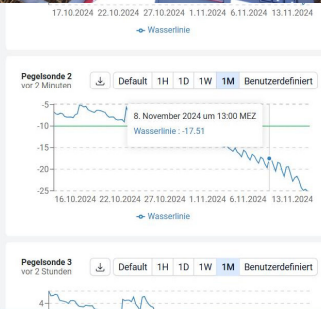 17.10.2024 22.10.2024 27.10.2024 1.11.2024 6.11.2024 13.11.2024
Wasserlinie
Pegelsonde 2
vor 2 Minuten
Default 1H 1D 1W 1M Benutzerdefiniert
-5
8. November 2024 um 13:00 MEZ
-10
Wasserlinie : -17.51
-15
-20
-25
16.10.2024 22.10.2024 27.10.2024 1.11.2024 6.11.2024 13.11.2024
Wasserlinie
Pegelsonde 3
vor 2 Stunden
Default 1H 1D 1W 1M Benutzerdefiniert
4